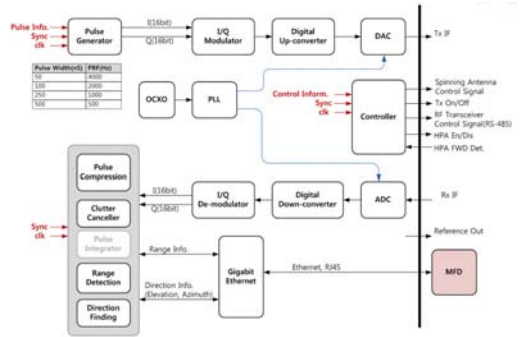 Pulse Info.
Sync
clk
Pulse
Generator
I(16bit)
Q(16bit)
I/Q
Modulator
Digital
Up-converter
DAC
Tx IF
Pulse Width(nS) PRF(Hz)
50 4000
100 2000
250 1000
500 500
OCXO
PLL
Control Inform.
Sync
clk
Controller
Spinning Antenna
Control Signal
Tx On/Off
RF Transceiver
Control Signal(RS-485)
HPA En/Dis
HPA FWD Det.
Sync
clk
Pulse
Compression
Clutter
Canceller
Pulse
Integrator
Range
Detection
Direction
Finding
I(16bit)
Q(16bit)
I/Q
De-modulator
Digital
Down-converter
ADC
Rx IF
Reference Out
Range Info.
Direction Info.
(Elevation, Azimuth)
Gigabit
Ethernet
Ethernet, RJ45
MFD